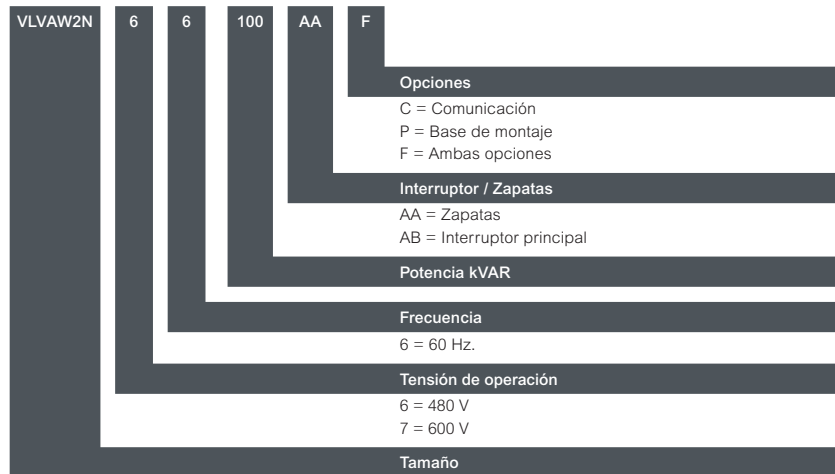 VLVAW2N 6 6 100 AA F
Opciones
C = Comunicación
P = Base de montaje
F = Ambas opciones
Interruptor / Zapatas
AA = Zapatas
AB = Interruptor principal
Potencia kVAR
Frecuencia
6 = 60 Hz.
Tensión de operación
6 = 480 V
7 = 600 V
Tamaño